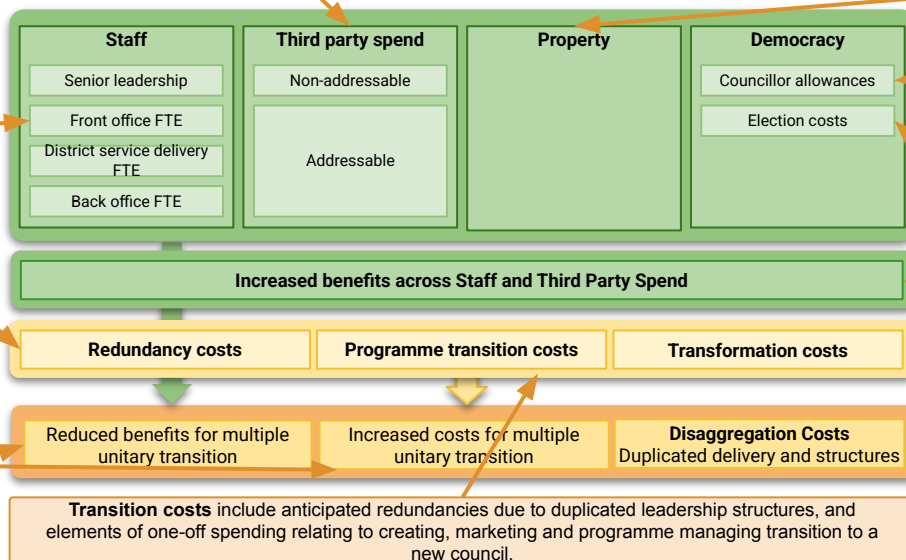 Staff
Third party spend
Property
Democracy
Senior leadership
Non-addressable
Councillor allowances
Front office FTE
Addressable
Election costs
District service delivery
FTE
Back office FTE
Increased benefits across Staff and Third Party Spend
Redundancy costs
Programme transition costs
Transformation costs
Reduced benefits for multiple
unitary transition
Increased costs for multiple
unitary transition
Disaggregation Costs
Duplicated delivery and structures
Transition costs include anticipated redundancies due to duplicated leadership structures, and
elements of one-off spending relating to creating, marketing and programme managing transition to a
new council.